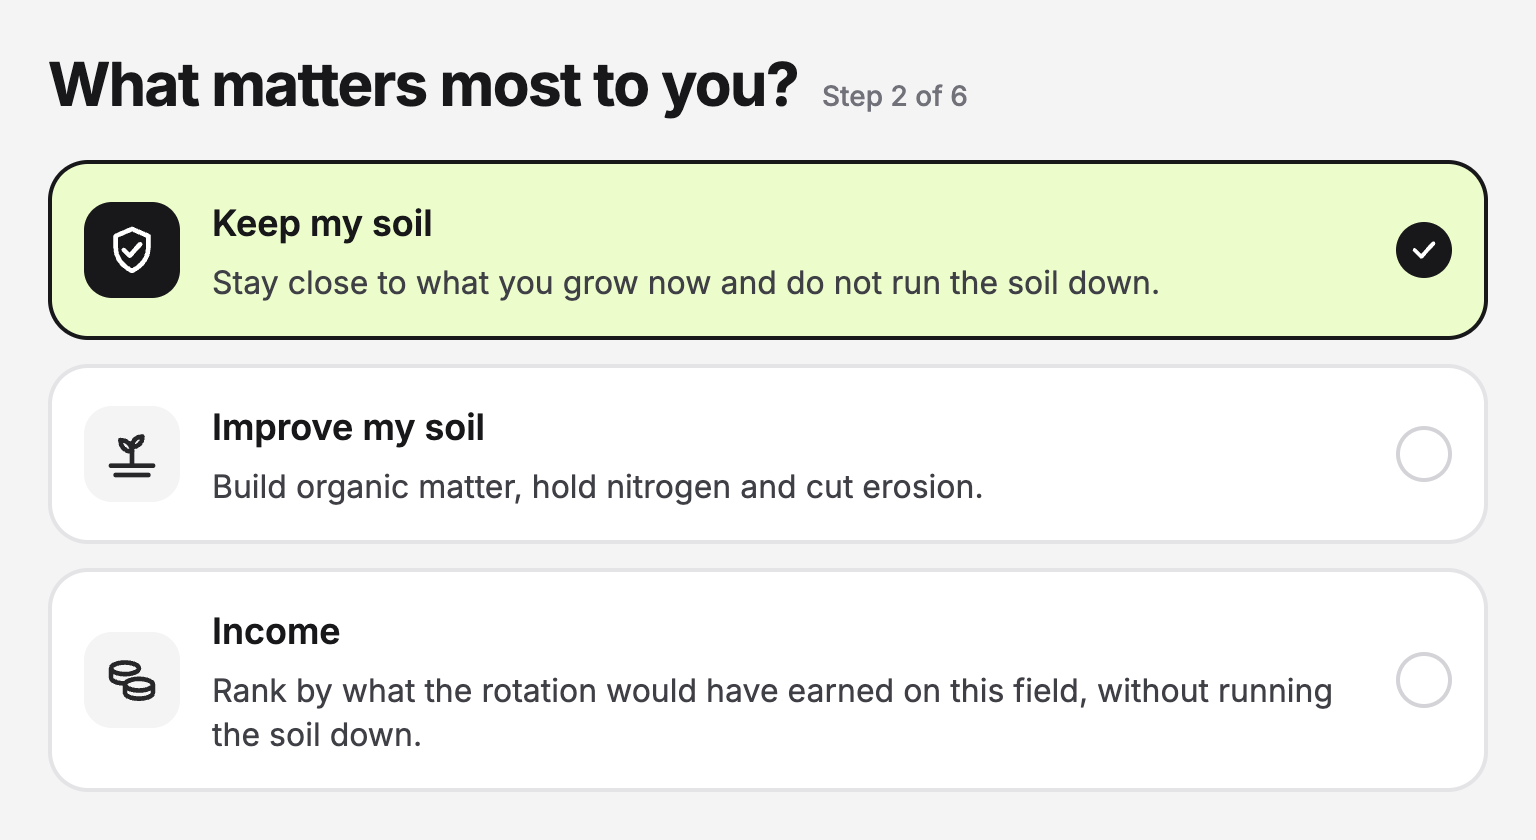 What matters most to you? Step 2 of 6
Keep my soil
Stay close to what you grow now and do not run the soil down.
Improve my soil
Build organic matter, hold nitrogen and cut erosion.
Income
Rank by what the rotation would have earned on this field, without running
the soil down.